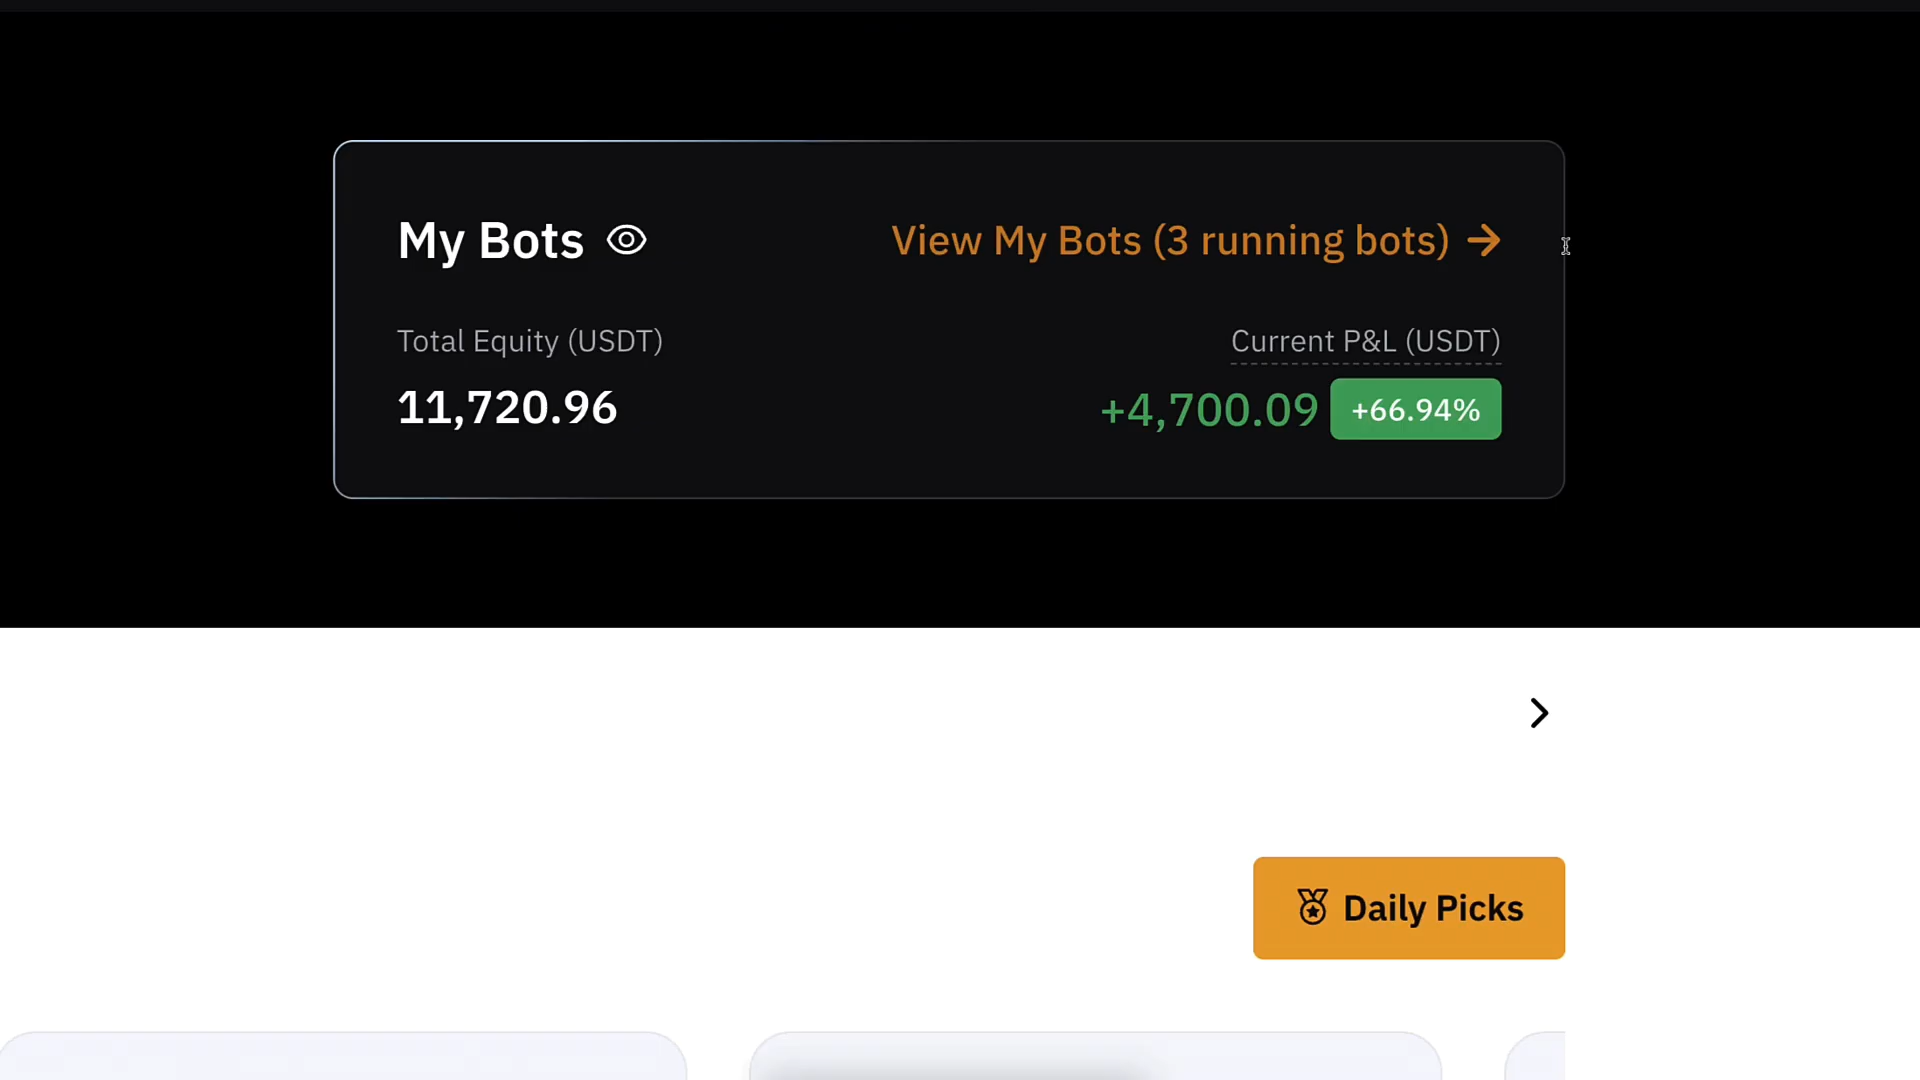 My Bots
View My Bots (3 running bots)
Total Equity (USDT)
Current P&L (USDT)
11,720.96
+4,700.09 +66.94%
Daily Picks